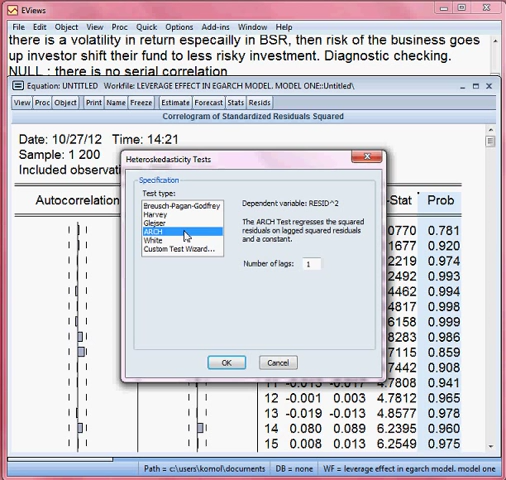 EViews
File Edit Object View Proc Quick Options Add-ins Window Help
there is a volatility in return especailly in BSR, then risk of the business goes
up investor shift their fund to less risky investment. Diagnostic checking.
NULL : there is no serial correlation
Equation: UNTITLED Workfile: LEVERAGE EFFECT IN EGARCH MODEL. MODEL ONE::Untitled\
View Proc Object Print Name Freeze Estimate Forecast Stats Resids
Correlogram of Standardized Residuals Squared
Date: 10/27/12 Time: 14:21
Sample: 1 200
Included observati
Autocorrelation
-Stat Prob
0770 0.781
1677 0.920
2174 0.974
2492 0.993
4462 0.994
4817 0.998
6158 0.999
8283 0.986
7115 0.859
7442 0.908
11 -0.013 -0.013 4.7808 0.941
12 -0.001 0.003 4.7812 0.965
13 -0.019 -0.013 4.8577 0.978
14 0.080 0.089 6.2395 0.960
15 0.008 0.013 6.2549 0.975
Heteroskedasticity Tests
Specification
Test type:
Breusch-Pagan-Godfrey
Harvey
Glejser
ARCH
White
Custom Test Wizard...
Dependent variable: RESID^2
The ARCH Test regresses the squared
residuals on lagged squared residuals
and a constant.
Number of lags: 1
OK Cancel
Path = c:\users\komol\documents DB = none WF = leverage effect in egarch model. model one